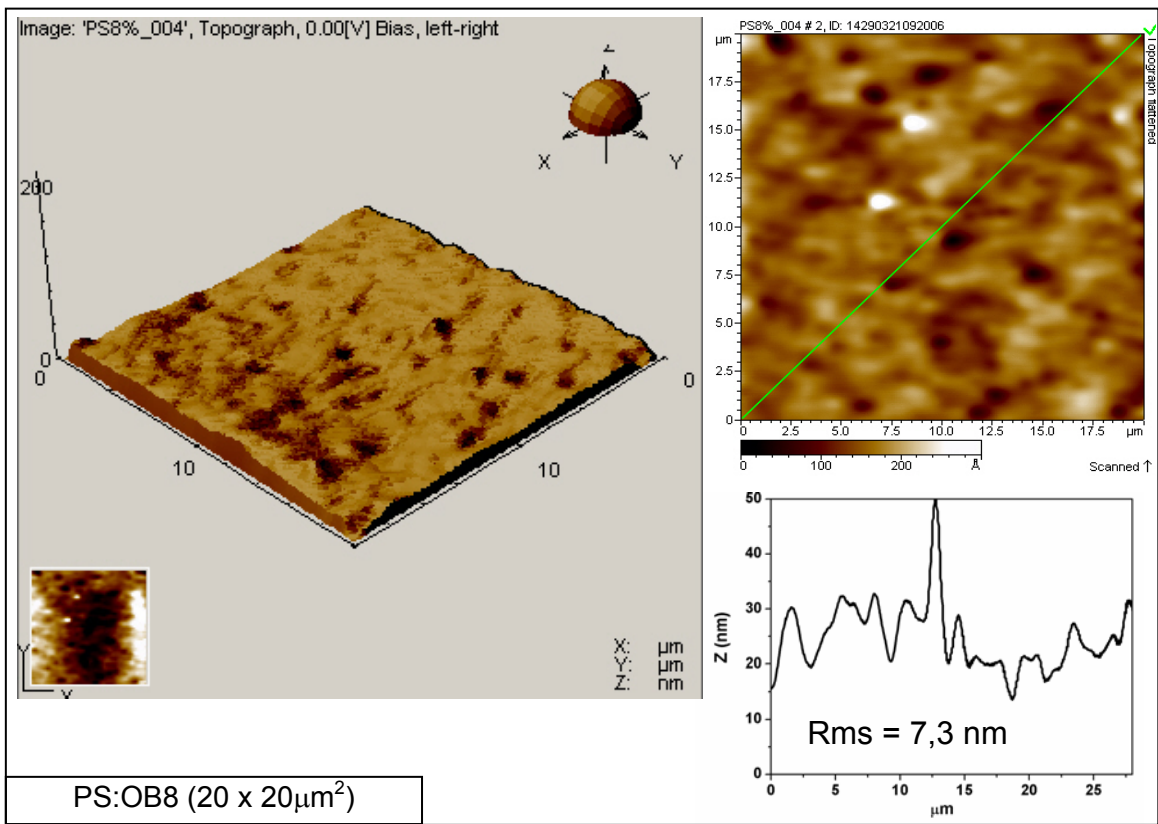 Image: 'PS8%_004', Topograph, 0.00[V] Bias, left-right
Z
X
Y
200
0
0
10
10
0
Y
X
X: μm
Y: μm
Z: nm
PS:OB8 (20 x 20μm²)
PS8%_004 # 2, ID: 14290321092006
μm
17.5
15.0
12.5
10.0
7.5
5.0
2.5
0
0 2.5 5.0 7.5 10.0 12.5 15.0 17.5 μm
Topograph flattened
0 100 200 Å
Scanned ↑
50
40
30
20
10
0
Z (nm)
Rms = 7,3 nm
0 5 10 15 20 25
μm